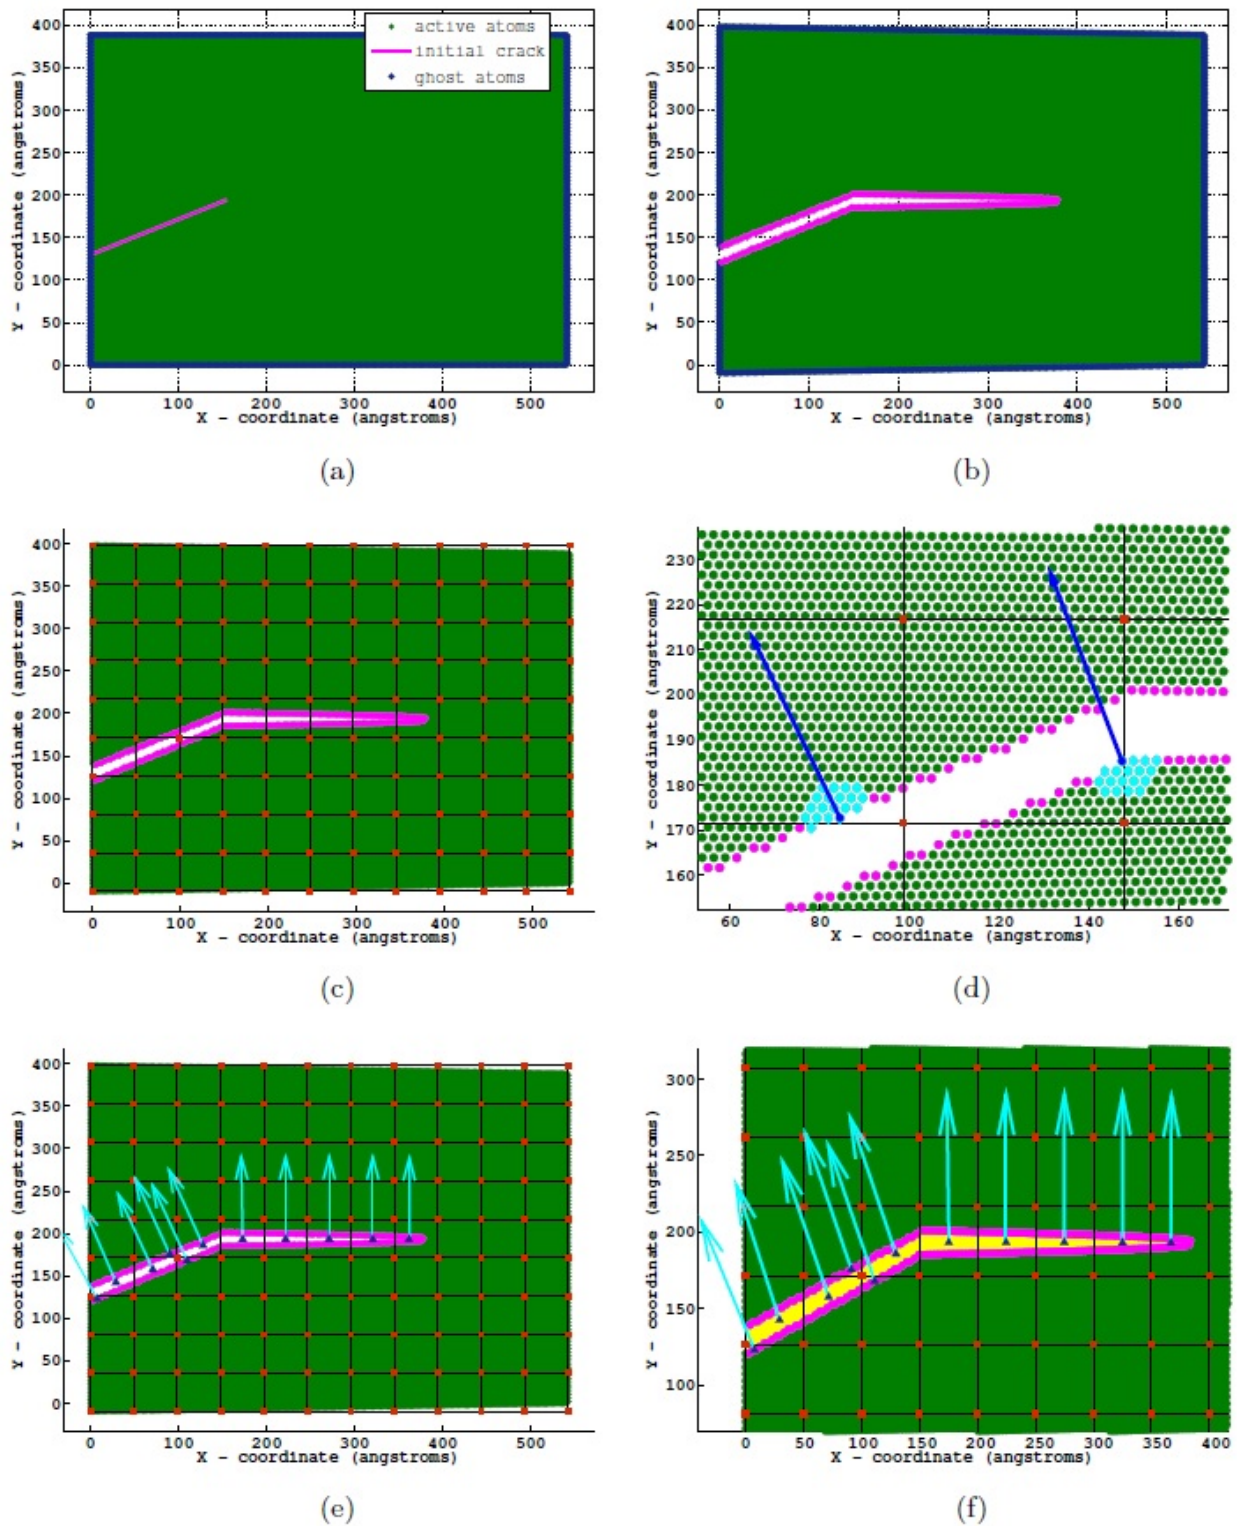 400
350
300
250
200
150
100
50
0
Y - coordinate (angstroms)
active atoms
initial crack
ghost atoms
0 100 200 300 400 500
X - coordinate (angstroms)
(a)
400
350
300
250
200
150
100
50
0
Y - coordinate (angstroms)
0 100 200 300 400 500
X - coordinate (angstroms)
(b)
400
350
300
250
200
150
100
50
0
Y - coordinate (angstroms)
0 100 200 300 400 500
X - coordinate (angstroms)
(c)
230
220
210
200
190
180
170
160
Y - coordinate (angstroms)
60 80 100 120 140 160
X - coordinate (angstroms)
(d)
400
350
300
250
200
150
100
50
0
Y - coordinate (angstroms)
0 100 200 300 400 500
X - coordinate (angstroms)
(e)
300
250
200
150
100
Y - coordinate (angstroms)
0 50 100 150 200 250 300 350 400
X - coordinate (angstroms)
(f)